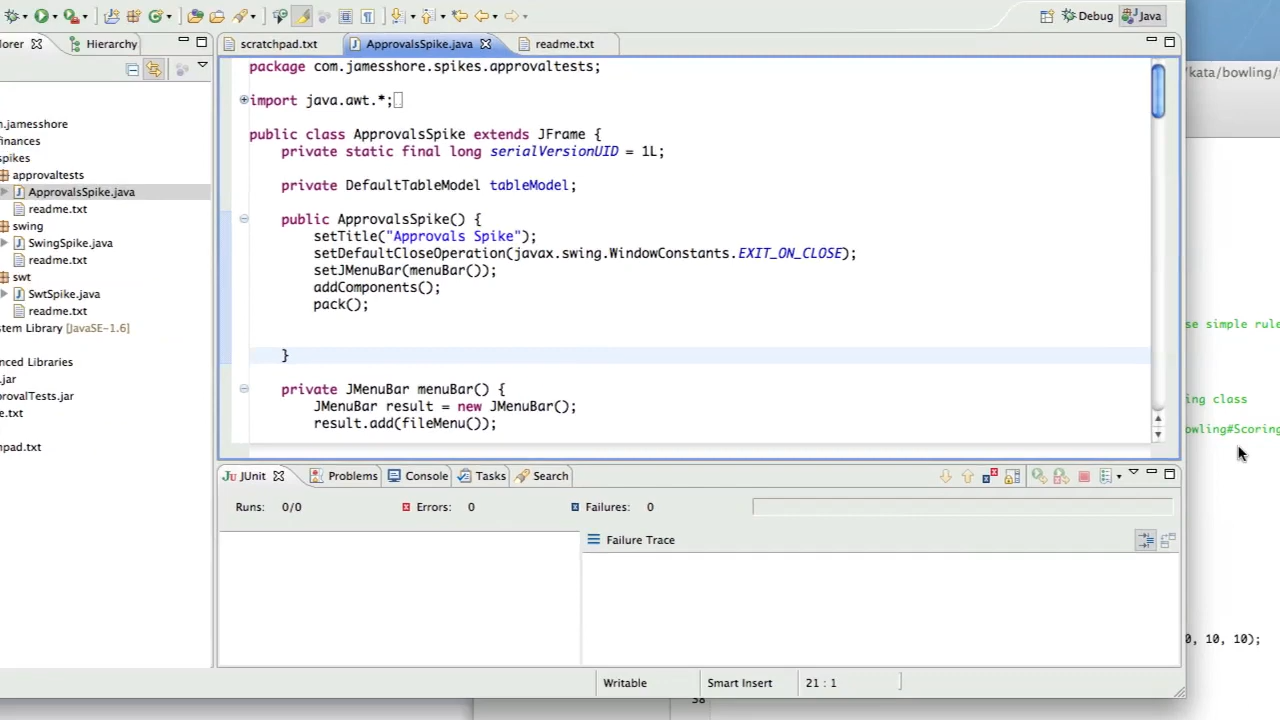 Debug
Java
lorer
Hierarchy
scratchpad.txt
ApprovalsSpike.java
readme.txt
n.jamesshore
inances
spikes
approvaltests
ApprovalsSpike.java
readme.txt
swing
SwingSpike.java
readme.txt
swt
SwtSpike.java
readme.txt
stem Library [JavaSE-1.6]
nced Libraries
.jar
rovalTests.jar
e.txt
hpad.txt
package com.jamesshore.spikes.approvaltests;
import java.awt.*;
public class ApprovalsSpike extends JFrame {
private static final long serialVersionUID = 1L;
private DefaultTableModel tableModel;
public ApprovalsSpike() {
setTitle("Approvals Spike");
setDefaultCloseOperation(javax.swing.WindowConstants.EXIT_ON_CLOSE);
setJMenuBar(menuBar());
addComponents();
pack();
}
private JMenuBar menuBar() {
JMenuBar result = new JMenuBar();
result.add(fileMenu());
JUnit
Problems
Console
Tasks
Search
Runs: 0/0
Errors: 0
Failures: 0
Failure Trace
Writable
Smart Insert
21 : 1
/kata/bowling/
se simple rule
ng class
owling#Scoring
0, 10, 10);
38